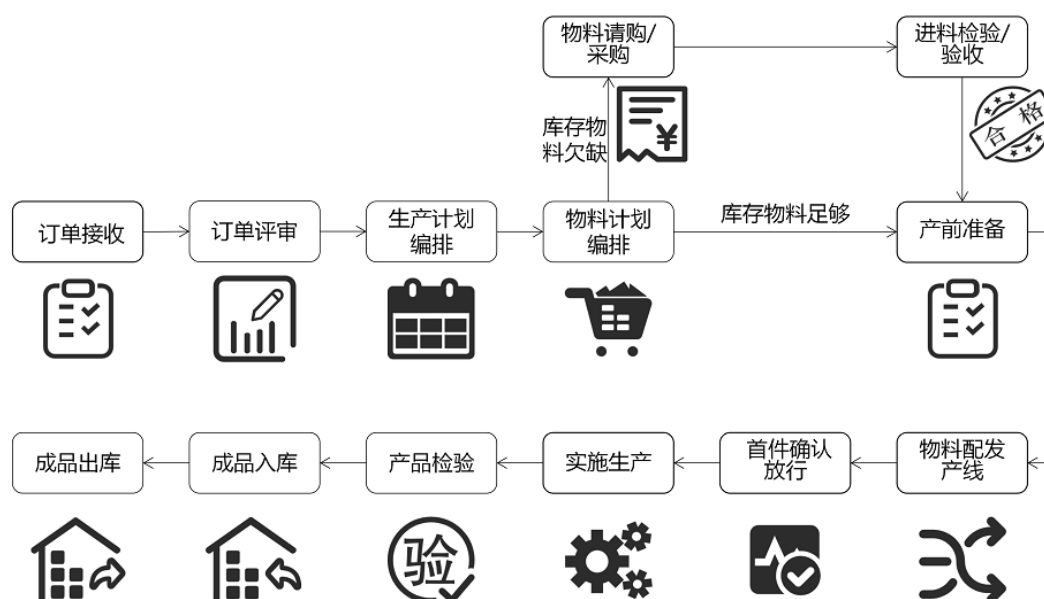 物料请购/
采购
进料检验/
验收
库存物
料欠缺
¥
合格
订单接收
订单评审
生产计划
编排
物料计划
编排
库存物料足够
产前准备
成品出库
成品入库
产品检验
实施生产
首件确认
放行
物料配发
产线
验